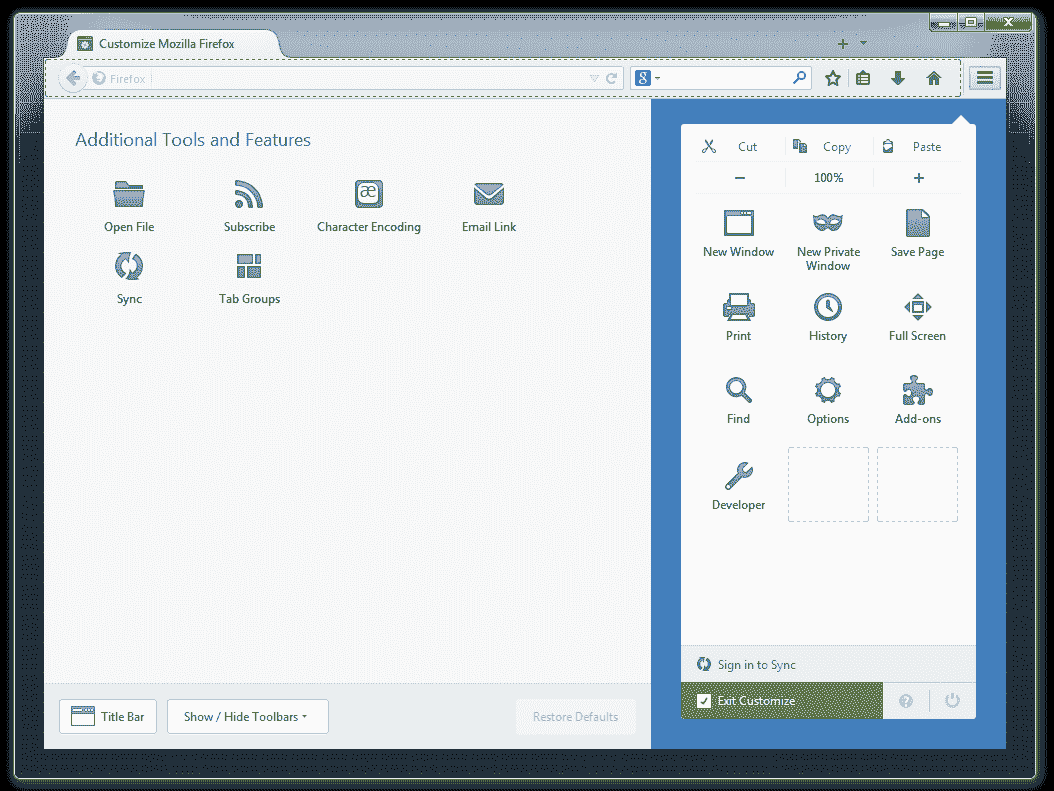 Customize Mozilla Firefox
Firefox
8
Additional Tools and Features
Open File
Subscribe
æ
Character Encoding
Email Link
Sync
Tab Groups
Cut
Copy
Paste
100%
New Window
New Private
Window
Save Page
Print
History
Full Screen
Find
Options
Add-ons
Developer
Sign in to Sync
Exit Customize
?
Title Bar
Show / Hide Toolbars
Restore Defaults